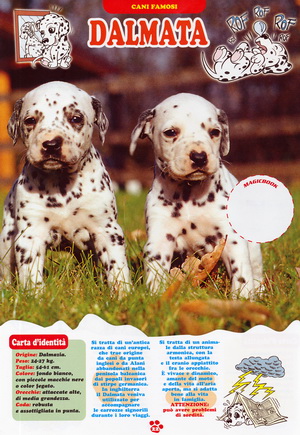 CANI FAMOSI
DALMATA
ROF ROF ROF
MAGICBOOK
Carta d'identità
Origine: Dalmazia.
Peso: 24-27 kg.
Taglia: 54-61 cm.
Colore: fondo bianco,
con piccole macchie nere
o color fegato.
Orecchie: attaccate alte,
di media grandezza.
Coda: robusta
e assottigliata in punta.
Si tratta di un'antica
razza di cani europei,
che trae origine
da cani da punta
spagnoli e da Alani
abbandonati nella
penisola balcanica
dai popoli invasori
di stirpe germanica.
In Inghilterra
il Dalmata veniva
utilizzato per
accompagnare
le carrozze signorili
durante i loro viaggi.
Si tratta di un anima-
le dalla struttura
armonica, con la
testa allungata
e il cranio appiattito
fra le orecchie.
È vivace e dinamico,
amante del moto
e della vita all'aria
aperta, ma si adatta
bene alla vita
in famiglia.
ATTENZIONE:
può avere problemi
di sordità.